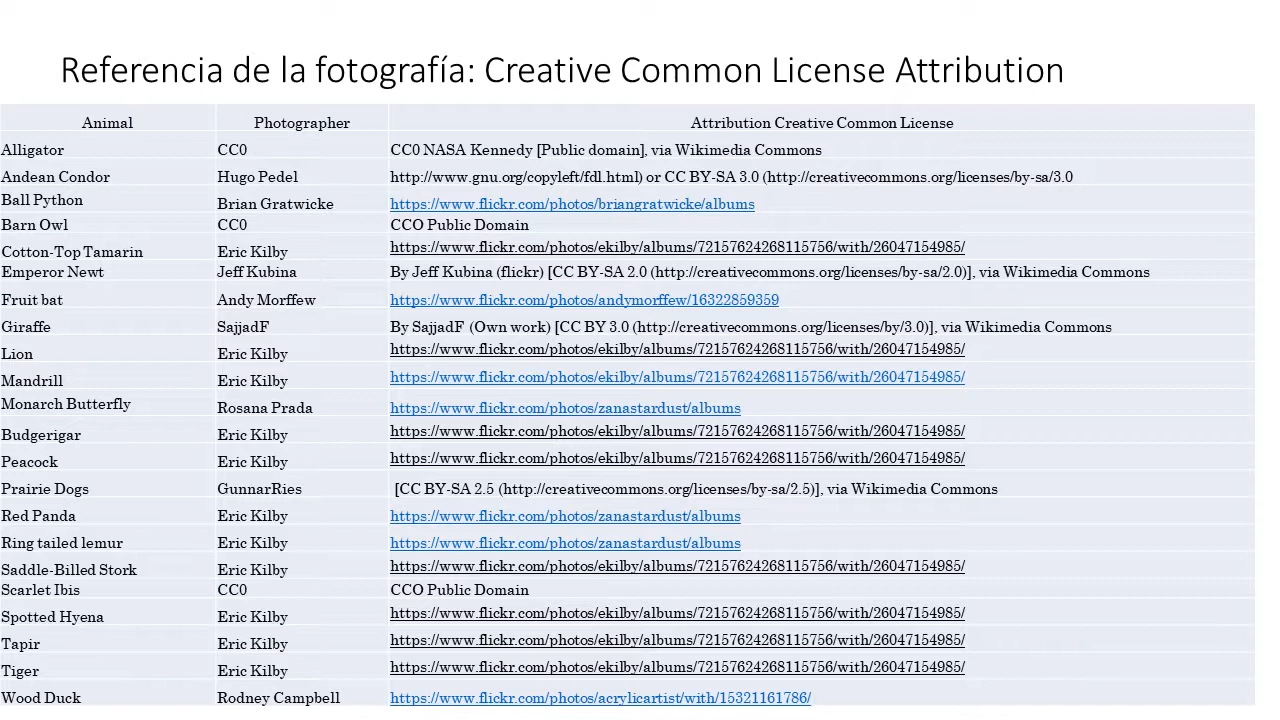 Referencia de la fotografía: Creative Common License Attribution
Animal Photographer Attribution Creative Common License
Alligator CC0 CC0 NASA Kennedy [Public domain], via Wikimedia Commons
Andean Condor Hugo Pedel http://www.gnu.org/copyleft/fdl.html) or CC BY-SA 3.0 (http://creativecommons.org/licenses/by-sa/3.0
Ball Python Brian Gratwicke https://www.flickr.com/photos/briangratwicke/albums
Barn Owl CC0 CCO Public Domain
Cotton-Top Tamarin Eric Kilby https://www.flickr.com/photos/ekilby/albums/72157624268115756/with/26047154985/
Emperor Newt Jeff Kubina By Jeff Kubina (flickr) [CC BY-SA 2.0 (http://creativecommons.org/licenses/by-sa/2.0)], via Wikimedia Commons
Fruit bat Andy Morffew https://www.flickr.com/photos/andymorffew/16322859359
Giraffe SajjadF By SajjadF (Own work) [CC BY 3.0 (http://creativecommons.org/licenses/by/3.0)], via Wikimedia Commons
Lion Eric Kilby https://www.flickr.com/photos/ekilby/albums/72157624268115756/with/26047154985/
Mandrill Eric Kilby https://www.flickr.com/photos/ekilby/albums/72157624268115756/with/26047154985/
Monarch Butterfly Rosana Prada https://www.flickr.com/photos/zanastardust/albums
Budgerigar Eric Kilby https://www.flickr.com/photos/ekilby/albums/72157624268115756/with/26047154985/
Peacock Eric Kilby https://www.flickr.com/photos/ekilby/albums/72157624268115756/with/26047154985/
Prairie Dogs GunnarRies [CC BY-SA 2.5 (http://creativecommons.org/licenses/by-sa/2.5)], via Wikimedia Commons
Red Panda Eric Kilby https://www.flickr.com/photos/zanastardust/albums
Ring tailed lemur Eric Kilby https://www.flickr.com/photos/zanastardust/albums
Saddle-Billed Stork Eric Kilby https://www.flickr.com/photos/ekilby/albums/72157624268115756/with/26047154985/
Scarlet Ibis CC0 CCO Public Domain
Spotted Hyena Eric Kilby https://www.flickr.com/photos/ekilby/albums/72157624268115756/with/26047154985/
Tapir Eric Kilby https://www.flickr.com/photos/ekilby/albums/72157624268115756/with/26047154985/
Tiger Eric Kilby https://www.flickr.com/photos/ekilby/albums/72157624268115756/with/26047154985/
Wood Duck Rodney Campbell https://www.flickr.com/photos/acrylicartist/with/15321161786/